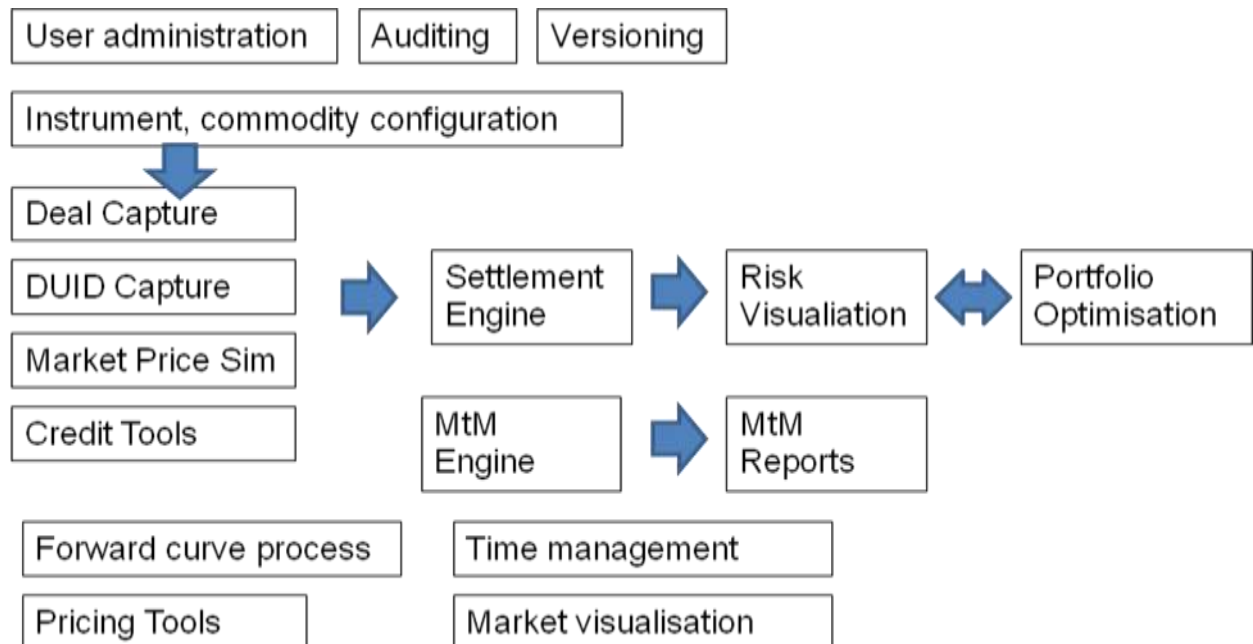 User administration
Auditing
Versioning
Instrument, commodity configuration
Deal Capture
DUID Capture
Market Price Sim
Credit Tools
Settlement
Engine
Risk
Visualiation
Portfolio
Optimisation
MtM
Engine
MtM
Reports
Forward curve process
Time management
Pricing Tools
Market visualisation